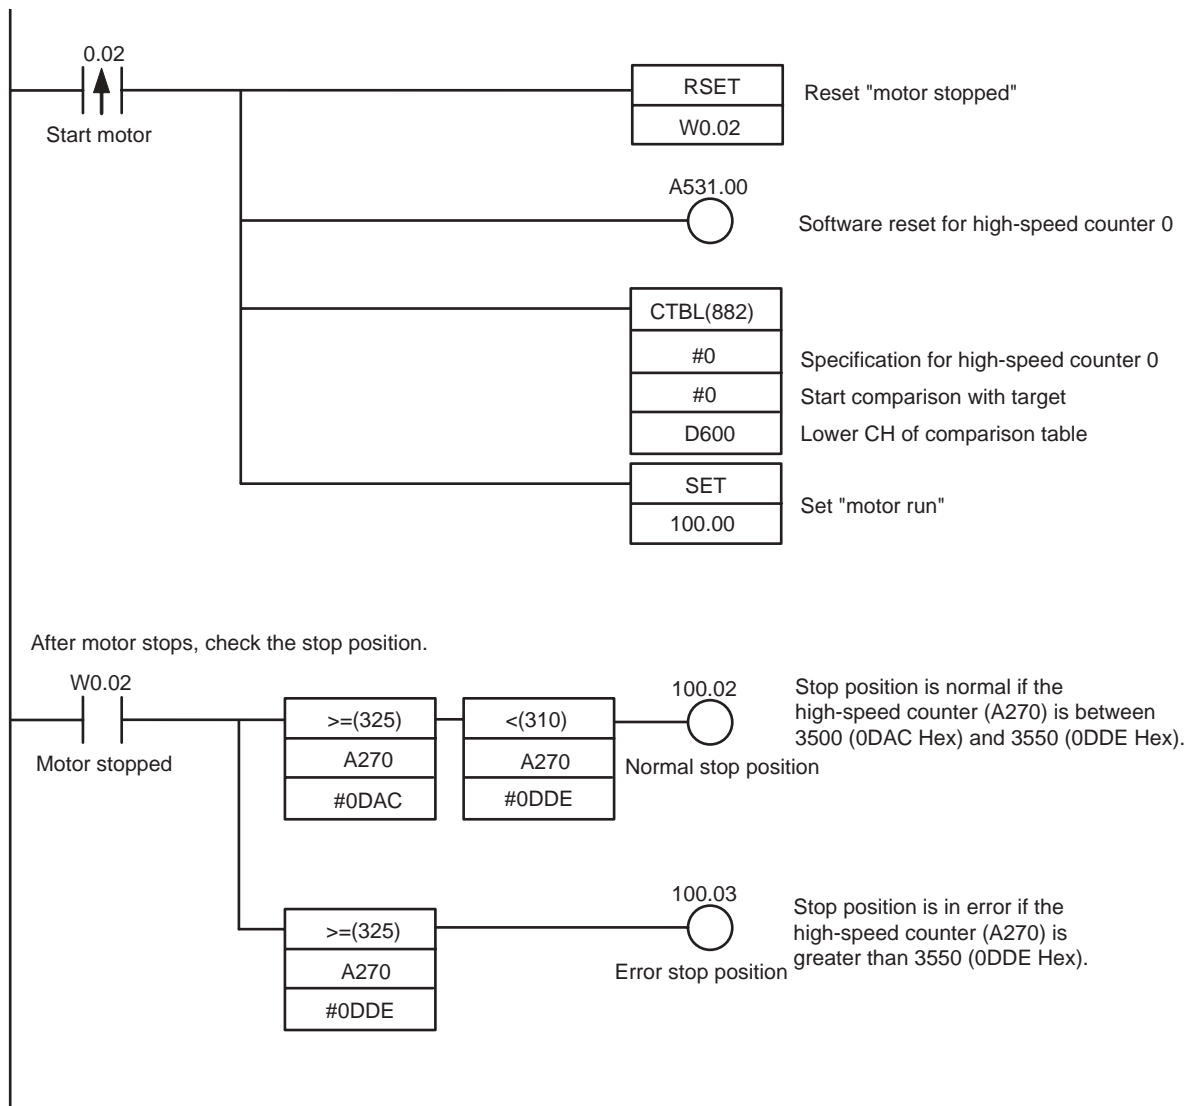 0.02
Start motor
RSET
W0.02
Reset "motor stopped"
A531.00
Software reset for high-speed counter 0
CTBL(882)
#0
Specification for high-speed counter 0
#0
Start comparison with target
D600
Lower CH of comparison table
SET
100.00
Set "motor run"
After motor stops, check the stop position.
W0.02
Motor stopped
>=(325)
A270
#0DAC
<(310)
A270
#0DDE
100.02
Normal stop position
Stop position is normal if the
high-speed counter (A270) is between
3500 (0DAC Hex) and 3550 (0DDE Hex).
>=(325)
A270
#0DDE
100.03
Error stop position
Stop position is in error if the
high-speed counter (A270) is
greater than 3550 (0DDE Hex).